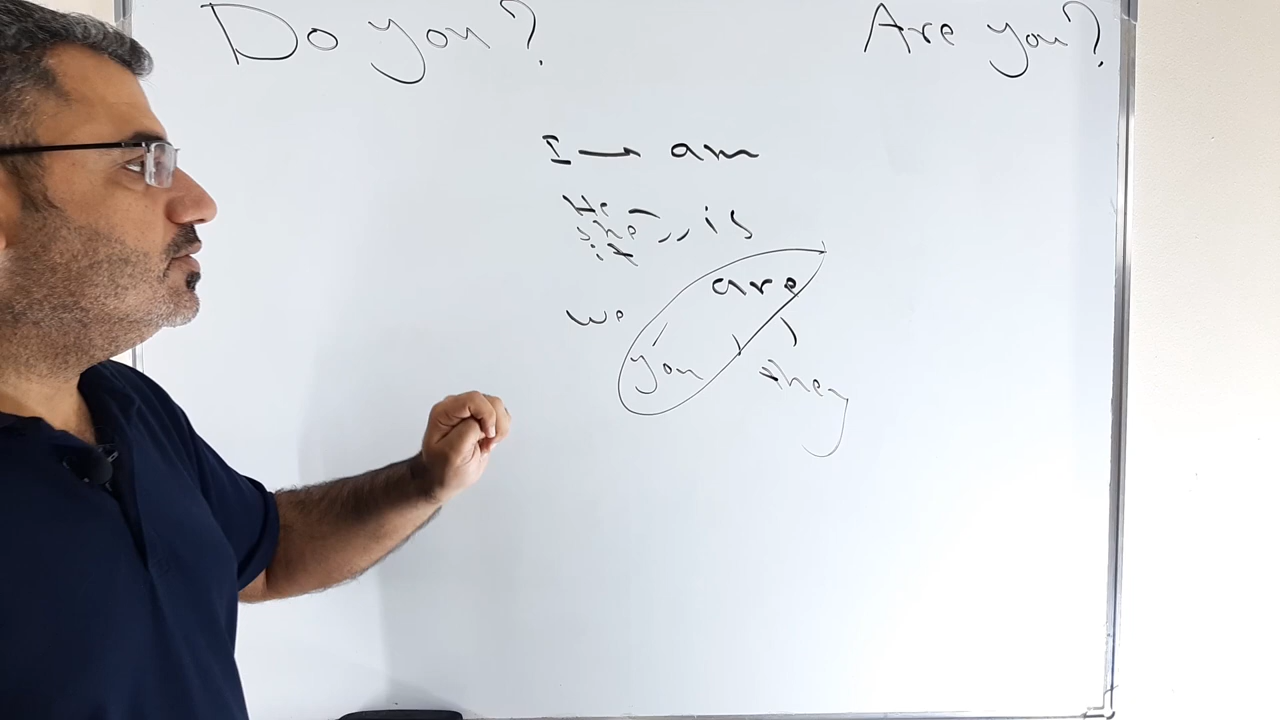 Do you? Are you?
I → am
He
she is
it
are
we
you they